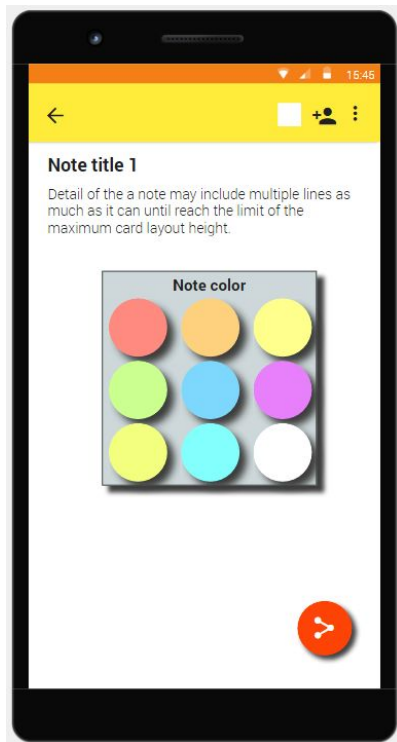 15:45
Note title 1
Detail of the a note may include multiple lines as
much as it can until reach the limit of the
maximum card layout height.
Note color